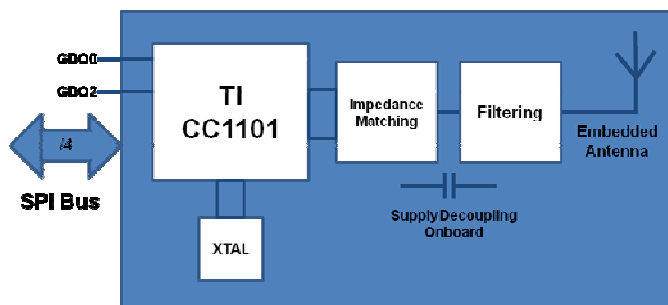 GDO0
GDO2
/4
SPI Bus
TI
CC1101
XTAL
Impedance
Matching
Filtering
Embedded
Antenna
Supply Decoupling
Onboard